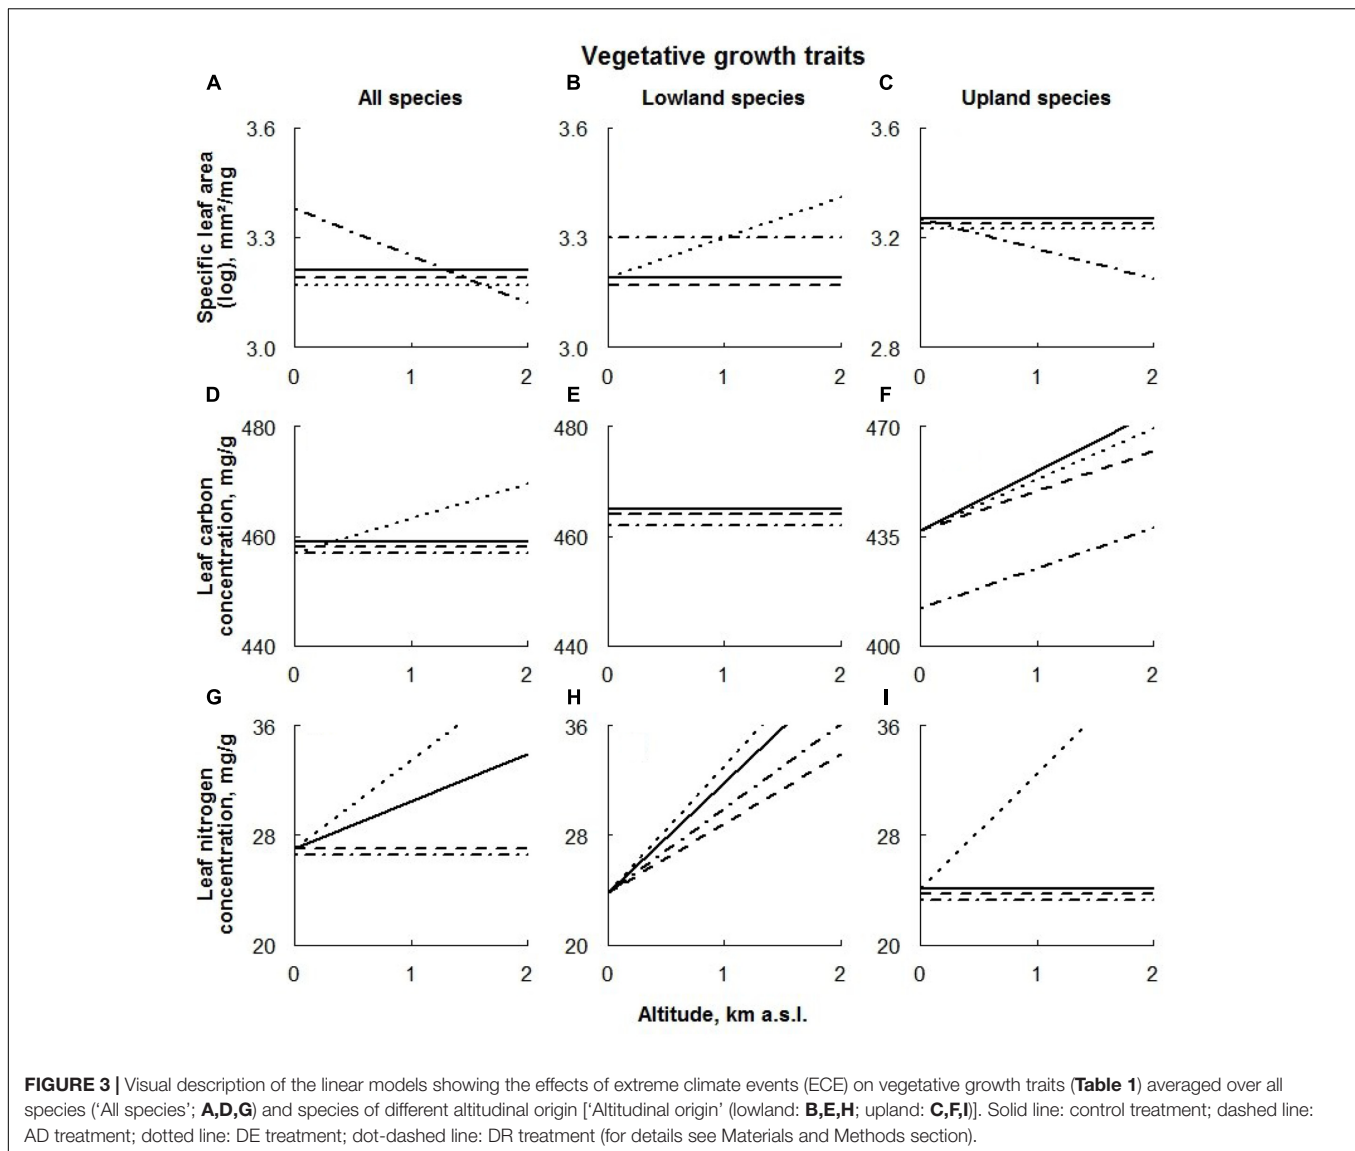 Vegetative growth traits
A
All species
B
Lowland species
C
Upland species
Specific leaf area
(log), mm²/mg
3.6
3.3
3.0
0 1 2
3.6
3.3
3.0
0 1 2
3.6
3.2
2.8
0 1 2
D
E
F
Leaf carbon
concentration, mg/g
480
460
440
0 1 2
480
460
440
0 1 2
470
435
400
0 1 2
G
H
I
Leaf nitrogen
concentration, mg/g
36
28
20
0 1 2
36
28
20
0 1 2
36
28
20
0 1 2
Altitude, km a.s.l.
FIGURE 3 | Visual description of the linear models showing the effects of extreme climate events (ECE) on vegetative growth traits (Table 1) averaged over all
species (‘All species’; A,D,G) and species of different altitudinal origin [‘Altitudinal origin’ (lowland: B,E,H; upland: C,F,I)]. Solid line: control treatment; dashed line:
AD treatment; dotted line: DE treatment; dot-dashed line: DR treatment (for details see Materials and Methods section).